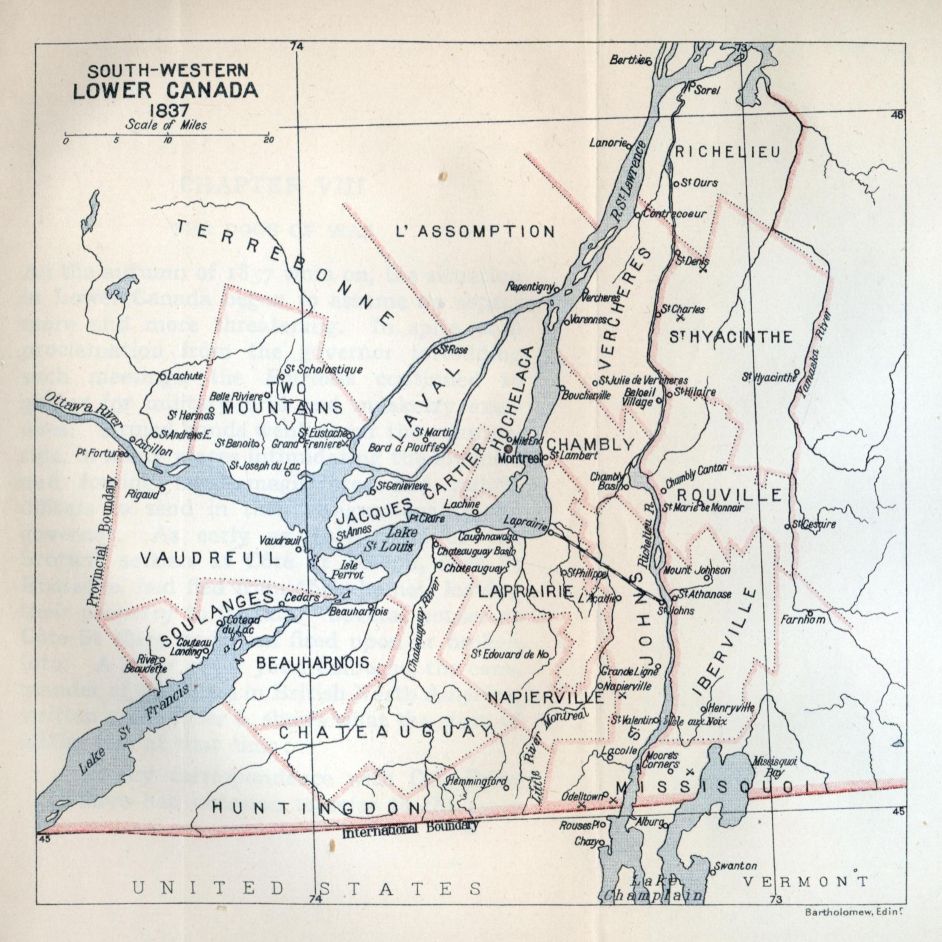 74
73
SOUTH-WESTERN
LOWER CANADA
1837
Scale of Miles
0 5 10 20
Berthier
Sorel
46
Lanorie
RICHELIEU
R. St. Lawrence
St Ours
Contrecoeur
TERREBONNE
L'ASSOMPTION
St Denis
Repentigny
Vercheres
VERCHERES
Varennes
St Charles
ST HYACINTHE
Yamaska River
St Rose
Lachute
St Scholastique
TWO
MOUNTAINS
Belle Riviere
St Hermas
LAVAL
HOCHELAGA
St Julie de Vercheres
St Hyacinthe
Boucherville
Beloeil
Village
St Hilaire
Ottawa River
St Andrews E.
St Benoit
St Eustache
Grand Freniere
St Martin
Bord à Plouffe
Mile End
Montreal
CHAMBLY
St Lambert
Pt Fortune
Carillon
St Joseph du Lac
Rigaud
St Genevieve
JACQUES CARTIER
Chambly
Basin
Chambly Canton
ROUVILLE
St Marie de Monnoir
Lachine
Pt Claire
St Annes
Lake
St Louis
Laprairie
Richelieu R.
St Cesaire
Provincial Boundary
VAUDREUIL
Vaudreuil
Isle
Perrot
Caughnawaga
Chateauguay Basin
Chateauguay
St Philippe
LAPRAIRIE
L'Acadie
Mount Johnson
St Athanase
St Johns
SOULANGES
Cedars
Beauharnois
Coteau
du Lac
Couteau
Landing
River
Beaudette
Chateauguay River
ST JOHNS
IBERVILLE
Farnham
BEAUHARNOIS
St Edouard de Na
Grande Ligne
Napierville
NAPIERVILLE
Lake St Francis
CHATEAUGUAY
Little River Montreal
St Valentin
Isle aux Noix
Henryville
Lacolle
Moore's
Corners
Missisquoi
Bay
Hemmingford
Odelltown
MISSISQUOI
HUNTINGDON
International Boundary
45
45
Rouses Pt
Chazy
Alburg
Swanton
UNITED STATES
Lake
Champlain
VERMONT
74
73
Bartholomew, Edinr.